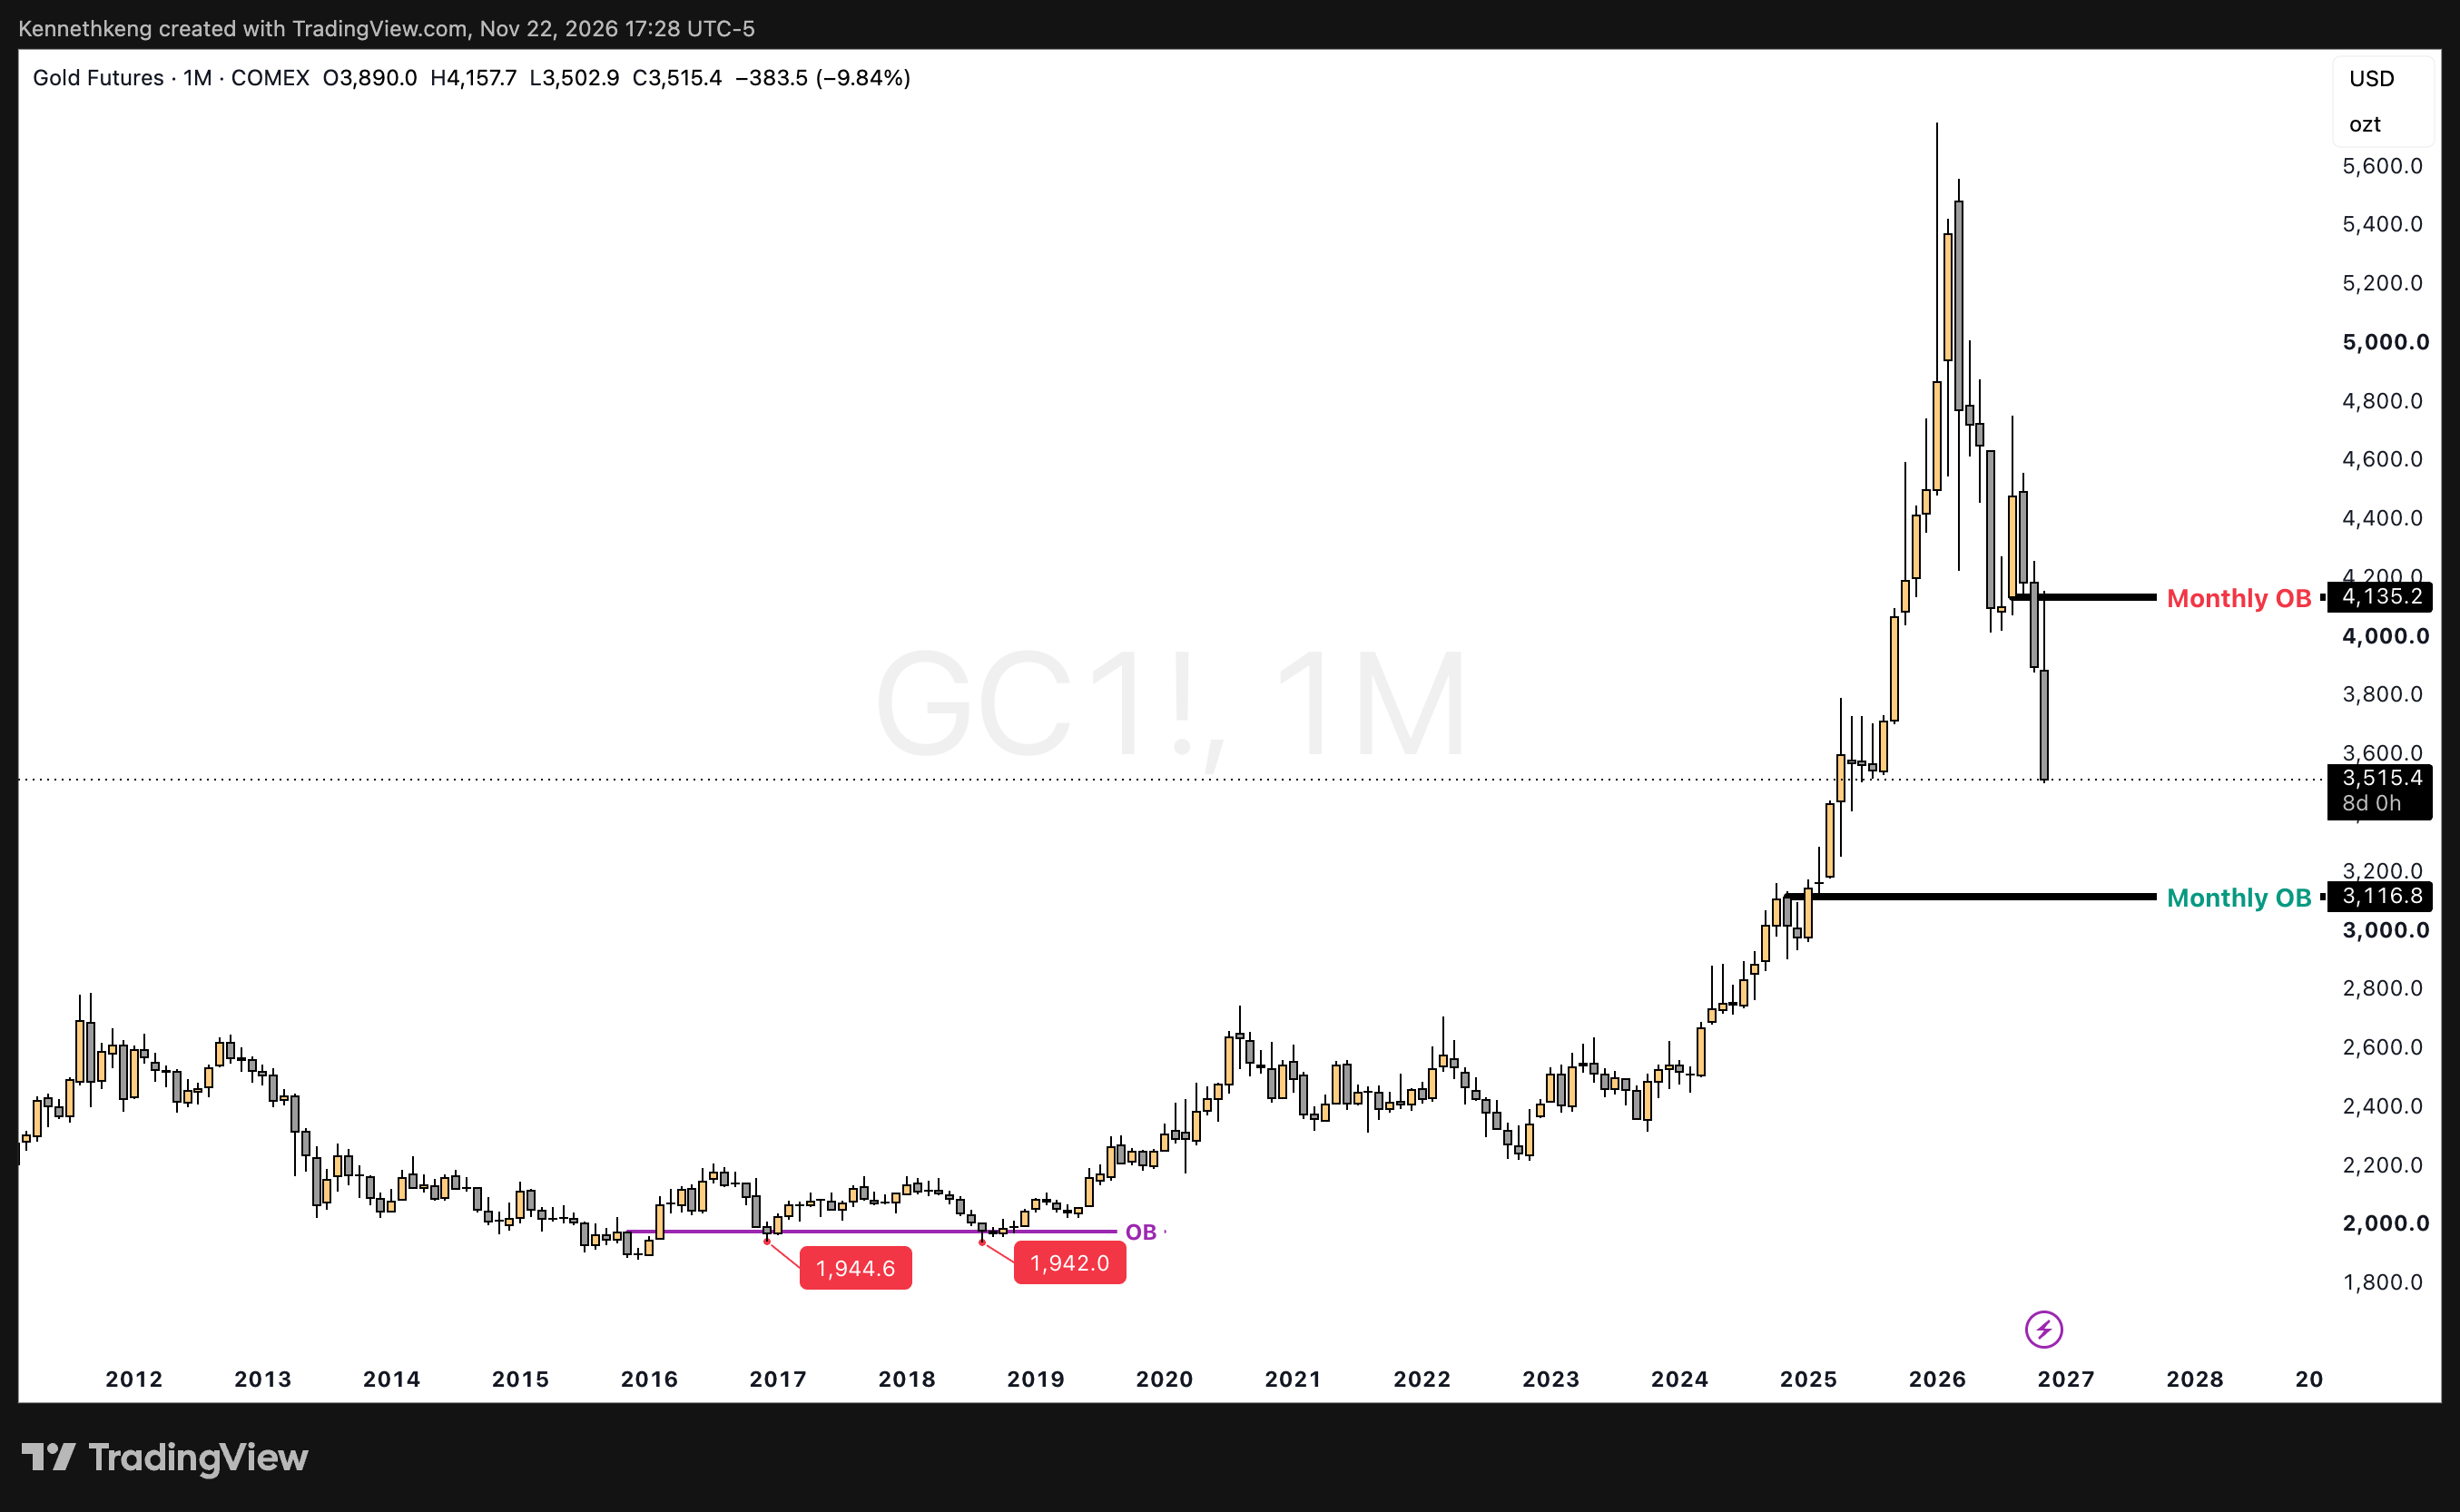 Kennethkeng created with TradingView.com, Nov 22, 2026 17:28 UTC-5
Gold Futures · 1M · COMEX O3,890.0 H4,157.7 L3,502.9 C3,515.4 −383.5 (−9.84%)
USD
ozt
5,600.0
5,400.0
5,200.0
5,000.0
4,800.0
4,600.0
4,400.0
4,200.0
Monthly OB 4,135.2
4,000.0
GC1!, 1M
3,800.0
3,600.0
3,515.4
8d 0h
3,200.0
Monthly OB 3,116.8
3,000.0
2,800.0
2,600.0
2,400.0
2,200.0
2,000.0
OB
1,944.6
1,942.0
1,800.0
2012 2013 2014 2015 2016 2017 2018 2019 2020 2021 2022 2023 2024 2025 2026 2027 2028 20
TradingView